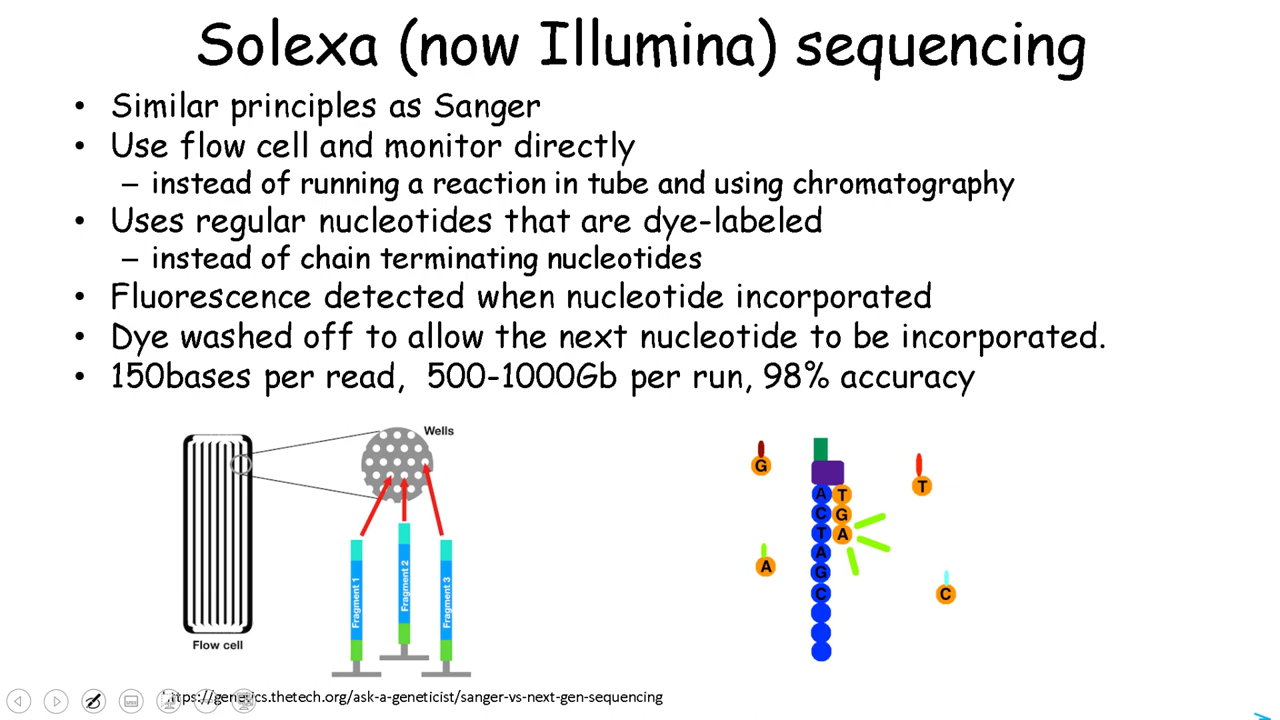 Solexa (now Illumina) sequencing
• Similar principles as Sanger
• Use flow cell and monitor directly
– instead of running a reaction in tube and using chromatography
• Uses regular nucleotides that are dye-labeled
– instead of chain terminating nucleotides
• Fluorescence detected when nucleotide incorporated
• Dye washed off to allow the next nucleotide to be incorporated.
• 150bases per read, 500-1000Gb per run, 98% accuracy
Wells
Fragment 1
Fragment 2
Fragment 3
Flow cell
G
T
A T
C G
T A
A
G
C
A
C
https://genetics.thetech.org/ask-a-geneticist/sanger-vs-next-gen-sequencing